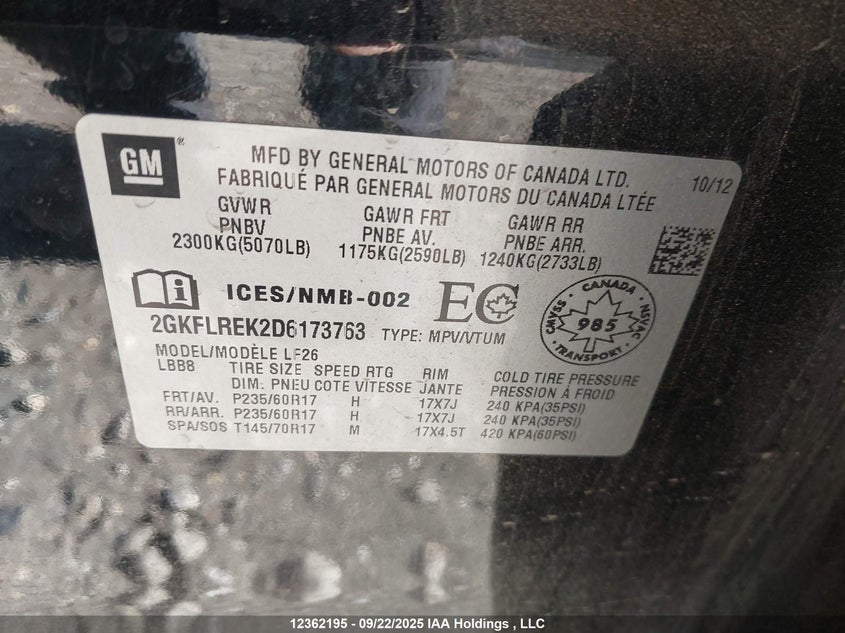 GM
®
MFD BY GENERAL MOTORS OF CANADA LTD.
10/12
FABRIQUÉ PAR GENERAL MOTORS DU CANADA LTÉE
GVWR GAWR FRT GAWR RR
PNBV PNBE AV. PNBE ARR.
2300KG(5070LB) 1175KG(2590LB) 1240KG(2733LB)
i ICES/NMB-002 EC
CANADA
CMVSS 985 NSVAC
TRANSPORT
2GKFLREK2D6173763 TYPE: MPV/VTUM
MODEL/MODÈLE LF26
LBB8 TIRE SIZE SPEED RTG RIM COLD TIRE PRESSURE
DIM. PNEU COTE VITESSE JANTE PRESSION À FROID
FRT/AV. P235/60R17 H 17X7J 240 KPA(35PSI)
RR/ARR. P235/60R17 H 17X7J 240 KPA(35PSI)
SPA/SOS T145/70R17 M 17X4.5T 420 KPA(60PSI)
12362195 - 09/22/2025 IAA Holdings , LLC